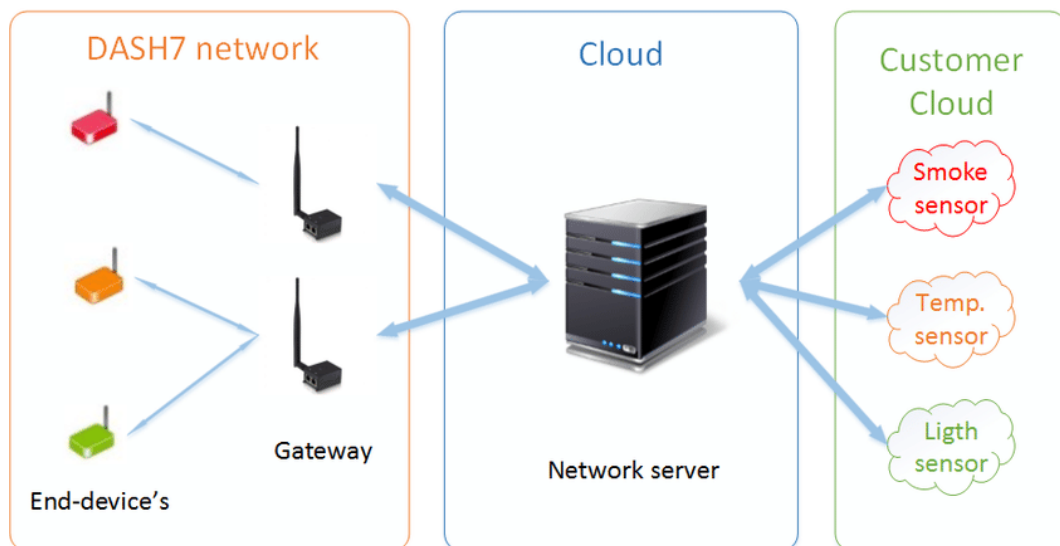 DASH7 network
Cloud
Customer
Cloud
Smoke
sensor
Temp.
sensor
Ligth
sensor
Gateway
Network server
End-device's